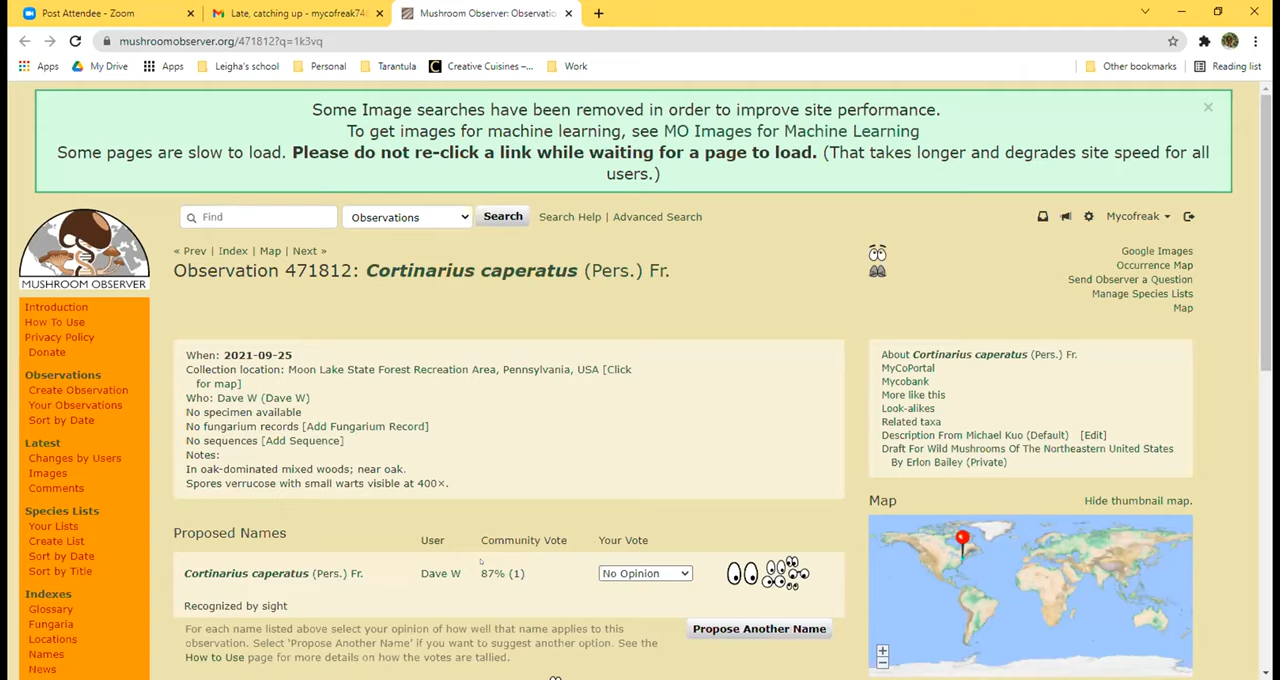 Post Attendee - Zoom
Late, catching up - mycofreak74
Mushroom Observer: Observatio
mushroomobserver.org/471812?q=1k3vq
Apps My Drive Apps Leigha's school Personal Tarantula Creative Cuisines –... Work Other bookmarks Reading list
Some Image searches have been removed in order to improve site performance.
To get images for machine learning, see MO Images for Machine Learning
Some pages are slow to load. Please do not re-click a link while waiting for a page to load. (That takes longer and degrades site speed for all
users.)
Find Observations Search Search Help | Advanced Search Mycofreak
MUSHROOM OBSERVER
Introduction
How To Use
Privacy Policy
Donate
Observations
Create Observation
Your Observations
Sort by Date
Latest
Changes by Users
Images
Comments
Species Lists
Your Lists
Create List
Sort by Date
Sort by Title
Indexes
Glossary
Fungaria
Locations
Names
News
« Prev | Index | Map | Next »
Observation 471812: Cortinarius caperatus (Pers.) Fr.
Google Images
Occurrence Map
Send Observer a Question
Manage Species Lists
Map
When: 2021-09-25
Collection location: Moon Lake State Forest Recreation Area, Pennsylvania, USA [Click
for map]
Who: Dave W (Dave W)
No specimen available
No fungarium records [Add Fungarium Record]
No sequences [Add Sequence]
Notes:
In oak-dominated mixed woods; near oak.
Spores verrucose with small warts visible at 400×.
About Cortinarius caperatus (Pers.) Fr.
MyCoPortal
Mycobank
More like this
Look-alikes
Related taxa
Description From Michael Kuo (Default) [Edit]
Draft For Wild Mushrooms Of The Northeastern United States
By Erlon Bailey (Private)
Proposed Names User Community Vote Your Vote
Cortinarius caperatus (Pers.) Fr. Dave W 87% (1) No Opinion
Recognized by sight
For each name listed above select your opinion of how well that name applies to this
observation. Select 'Propose Another Name' if you want to suggest another option. See the
How to Use page for more details on how the votes are tallied.
Propose Another Name
Map Hide thumbnail map.
+
−